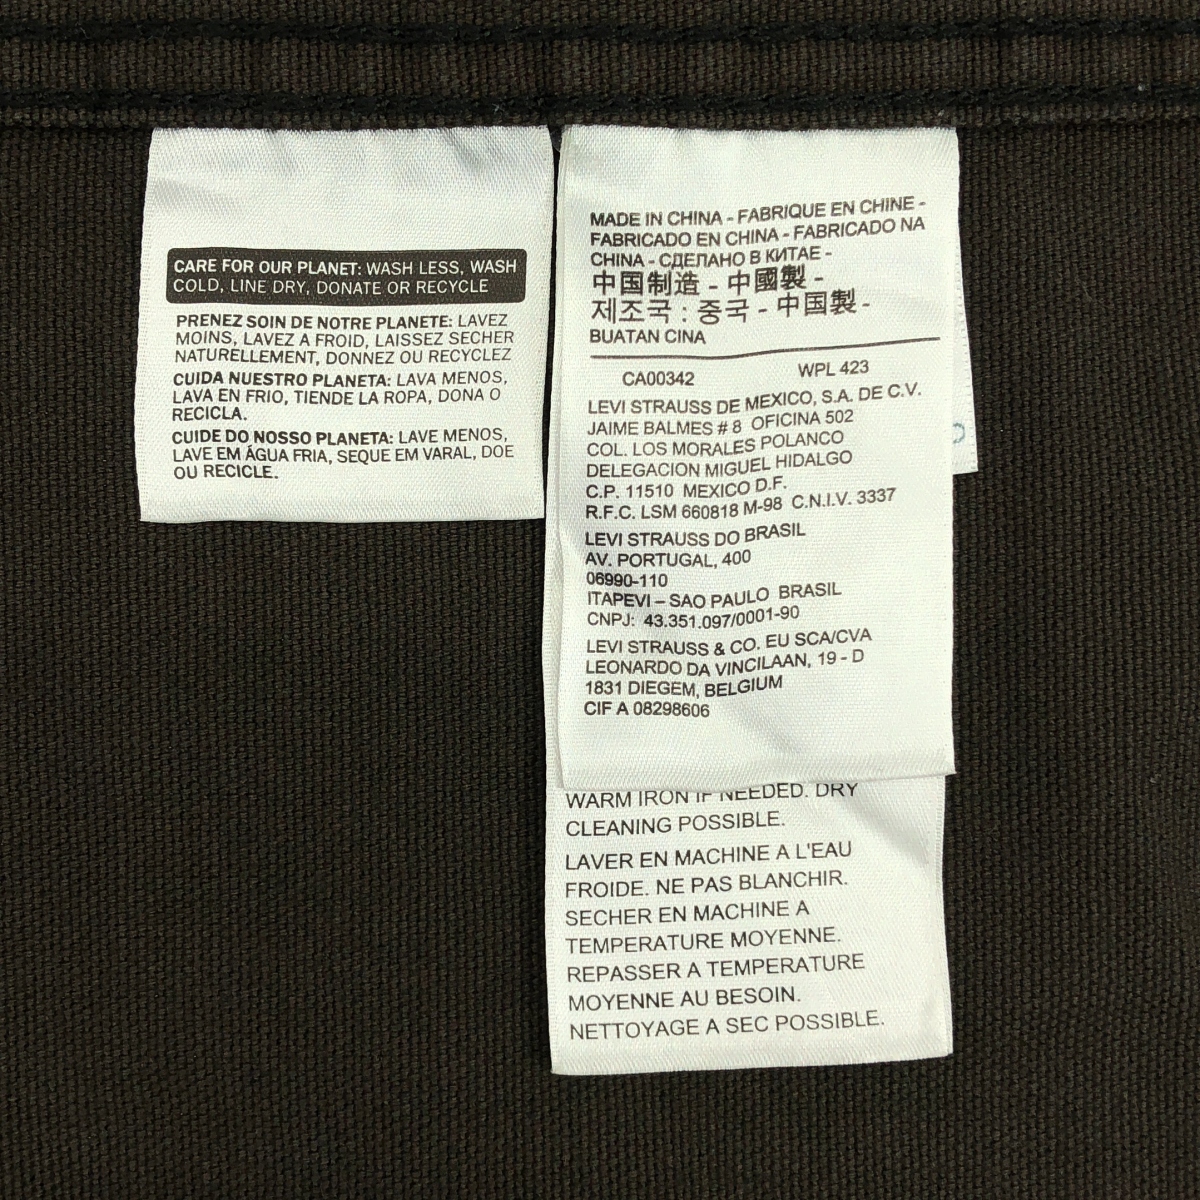 CARE FOR OUR PLANET: WASH LESS, WASH
COLD, LINE DRY, DONATE OR RECYCLE
PRENEZ SOIN DE NOTRE PLANETE: LAVEZ
MOINS, LAVEZ A FROID, LAISSEZ SECHER
NATURELLEMENT, DONNEZ OU RECYCLEZ
CUIDA NUESTRO PLANETA: LAVA MENOS,
LAVA EN FRIO, TIENDE LA ROPA, DONA O
RECICLA.
CUIDE DO NOSSO PLANETA: LAVE MENOS,
LAVE EM ÁGUA FRIA, SEQUE EM VARAL, DOE
OU RECICLE.
MADE IN CHINA - FABRIQUE EN CHINE -
FABRICADO EN CHINA - FABRICADO NA
CHINA - СДЕЛАНО В КИТАЕ -
中国制造 - 中國製 -
제조국 : 중국 - 中国製 -
BUATAN CINA
CA00342 WPL 423
LEVI STRAUSS DE MEXICO, S.A. DE C.V.
JAIME BALMES # 8 OFICINA 502
COL. LOS MORALES POLANCO
DELEGACION MIGUEL HIDALGO
C.P. 11510 MEXICO D.F.
R.F.C. LSM 660818 M-98 C.N.I.V. 3337
LEVI STRAUSS DO BRASIL
AV. PORTUGAL, 400
06990-110
ITAPEVI – SAO PAULO BRASIL
CNPJ: 43.351.097/0001-90
LEVI STRAUSS & CO. EU SCA/CVA
LEONARDO DA VINCILAAN, 19 - D
1831 DIEGEM, BELGIUM
CIF A 08298606
WARM IRON IF NEEDED. DRY
CLEANING POSSIBLE.
LAVER EN MACHINE A L'EAU
FROIDE. NE PAS BLANCHIR.
SECHER EN MACHINE A
TEMPERATURE MOYENNE.
REPASSER A TEMPERATURE
MOYENNE AU BESOIN.
NETTOYAGE A SEC POSSIBLE.